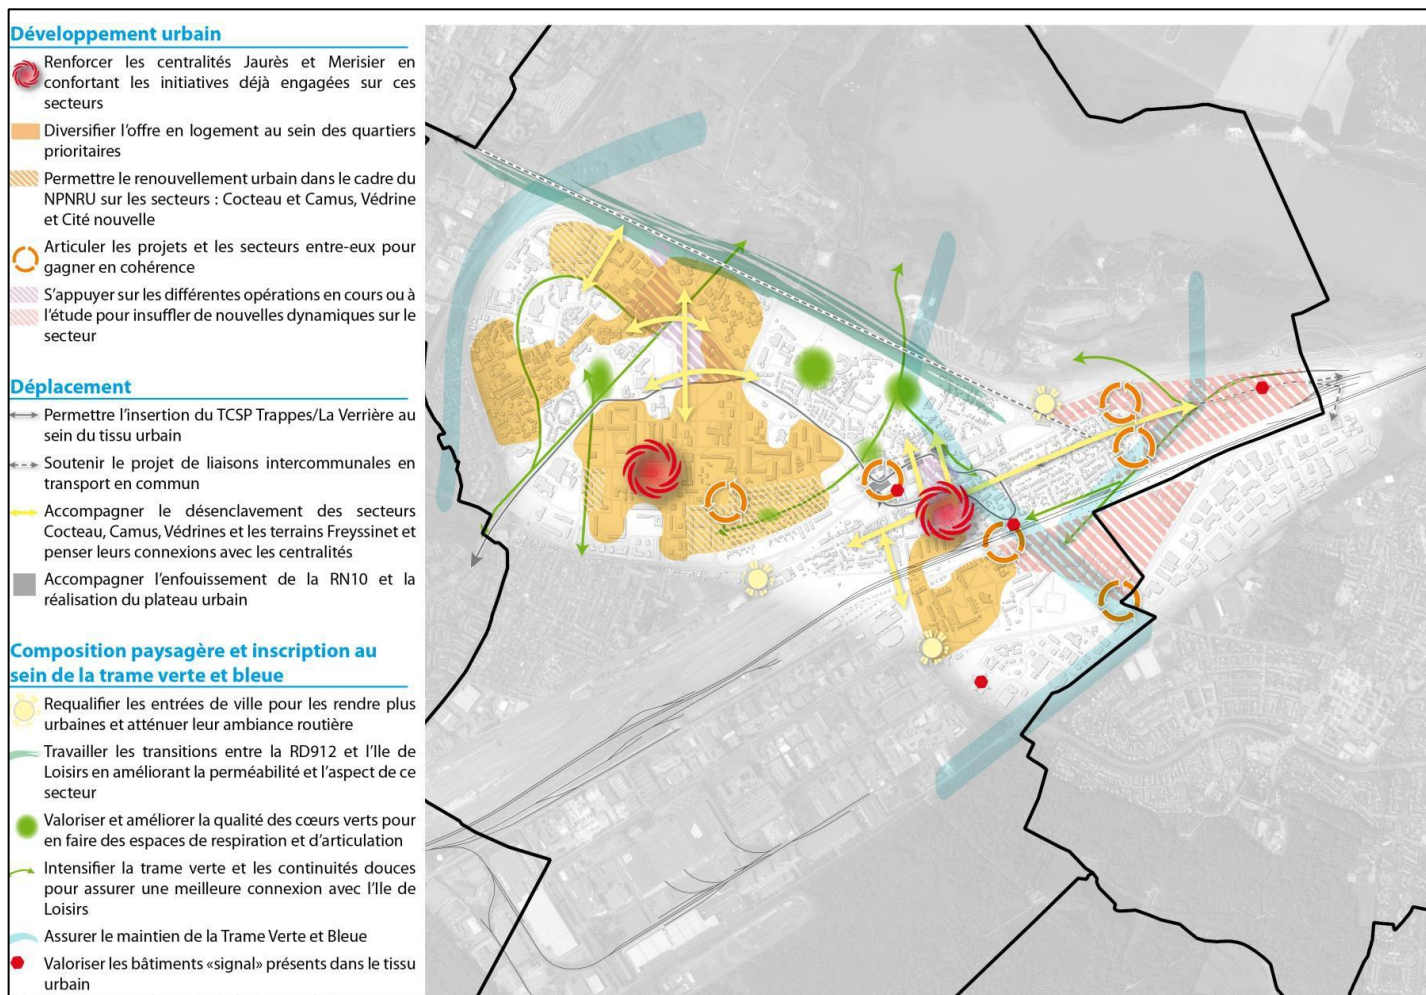 Développement urbain
Renforcer les centralités Jaurès et Merisier en
confortant les initiatives déjà engagées sur ces
secteurs
Diversifier l'offre en logement au sein des quartiers
prioritaires
Permettre le renouvellement urbain dans le cadre du
NPNRU sur les secteurs : Cocteau et Camus, Védrine
et Cité nouvelle
Articuler les projets et les secteurs entre-eux pour
gagner en cohérence
S'appuyer sur les différentes opérations en cours ou à
l'étude pour insuffler de nouvelles dynamiques sur le
secteur
Déplacement
Permettre l'insertion du TCSP Trappes/La Verrière au
sein du tissu urbain
Soutenir le projet de liaisons intercommunales en
transport en commun
Accompagner le désenclavement des secteurs
Cocteau, Camus, Védrines et les terrains Freyssinet et
penser leurs connexions avec les centralités
Accompagner l'enfouissement de la RN10 et la
réalisation du plateau urbain
Composition paysagère et inscription au
sein de la trame verte et bleue
Requalifier les entrées de ville pour les rendre plus
urbaines et atténuer leur ambiance routière
Travailler les transitions entre la RD912 et l'Ile de
Loisirs en améliorant la perméabilité et l'aspect de ce
secteur
Valoriser et améliorer la qualité des cœurs verts pour
en faire des espaces de respiration et d'articulation
Intensifier la trame verte et les continuités douces
pour assurer une meilleure connexion avec l'Ile de
Loisirs
Assurer le maintien de la Trame Verte et Bleue
Valoriser les bâtiments «signal» présents dans le tissu
urbain